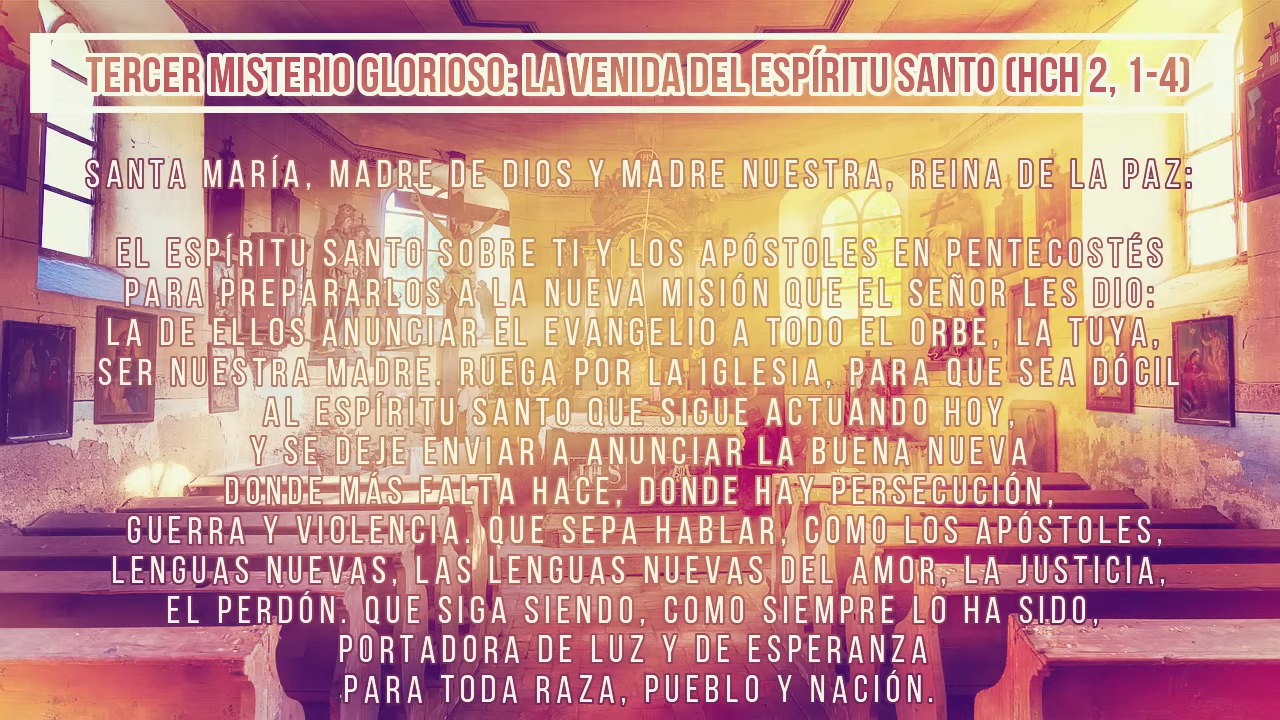 TERCER MISTERIO GLORIOSO: LA VENIDA DEL ESPÍRITU SANTO (HCH 2, 1-4)
SANTA MARÍA, MADRE DE DIOS Y MADRE NUESTRA, REINA DE LA PAZ:
EL ESPÍRITU SANTO SOBRE TI Y LOS APÓSTOLES EN PENTECOSTÉS
PARA PREPARARLOS A LA NUEVA MISIÓN QUE EL SEÑOR LES DIO:
LA DE ELLOS ANUNCIAR EL EVANGELIO A TODO EL ORBE, LA TUYA,
SER NUESTRA MADRE. RUEGA POR LA IGLESIA, PARA QUE SEA DÓCIL
AL ESPÍRITU SANTO QUE SIGUE ACTUANDO HOY,
Y SE DEJE ENVIAR A ANUNCIAR LA BUENA NUEVA
DONDE MÁS FALTA HACE, DONDE HAY PERSECUCIÓN,
GUERRA Y VIOLENCIA. QUE SEPA HABLAR, COMO LOS APÓSTOLES,
LENGUAS NUEVAS, LAS LENGUAS NUEVAS DEL AMOR, LA JUSTICIA,
EL PERDÓN. QUE SIGA SIENDO, COMO SIEMPRE LO HA SIDO,
PORTADORA DE LUZ Y DE ESPERANZA
PARA TODA RAZA, PUEBLO Y NACIÓN.